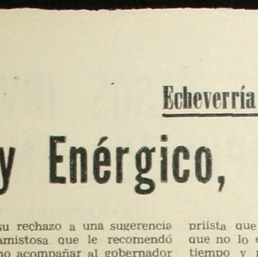 Echeverría
y Enérgico,
su rechazo a una sugerencia
amistosa que le recomendó
no acompañar al gobernador
priísta que
que no lo e
tiempo y